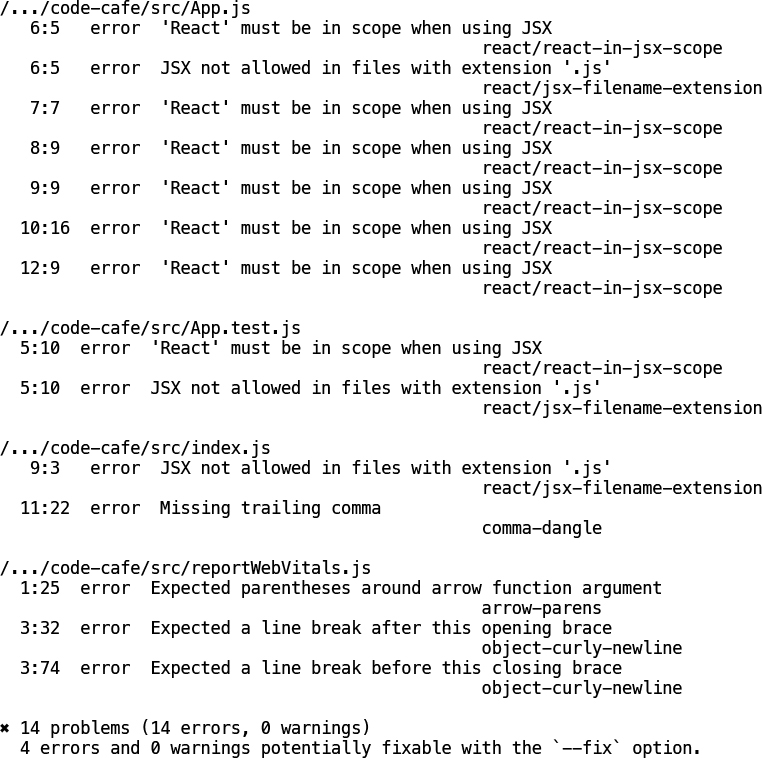 /.../code-cafe/src/App.js
6:5 error 'React' must be in scope when using JSX
react/react-in-jsx-scope
6:5 error JSX not allowed in files with extension '.js'
react/jsx-filename-extension
7:7 error 'React' must be in scope when using JSX
react/react-in-jsx-scope
8:9 error 'React' must be in scope when using JSX
react/react-in-jsx-scope
9:9 error 'React' must be in scope when using JSX
react/react-in-jsx-scope
10:16 error 'React' must be in scope when using JSX
react/react-in-jsx-scope
12:9 error 'React' must be in scope when using JSX
react/react-in-jsx-scope
/.../code-cafe/src/App.test.js
5:10 error 'React' must be in scope when using JSX
react/react-in-jsx-scope
5:10 error JSX not allowed in files with extension '.js'
react/jsx-filename-extension
/.../code-cafe/src/index.js
9:3 error JSX not allowed in files with extension '.js'
react/jsx-filename-extension
11:22 error Missing trailing comma
comma-dangle
/.../code-cafe/src/reportWebVitals.js
1:25 error Expected parentheses around arrow function argument
arrow-parens
3:32 error Expected a line break after this opening brace
object-curly-newline
3:74 error Expected a line break before this closing brace
object-curly-newline
✖ 14 problems (14 errors, 0 warnings)
4 errors and 0 warnings potentially fixable with the `--fix` option.